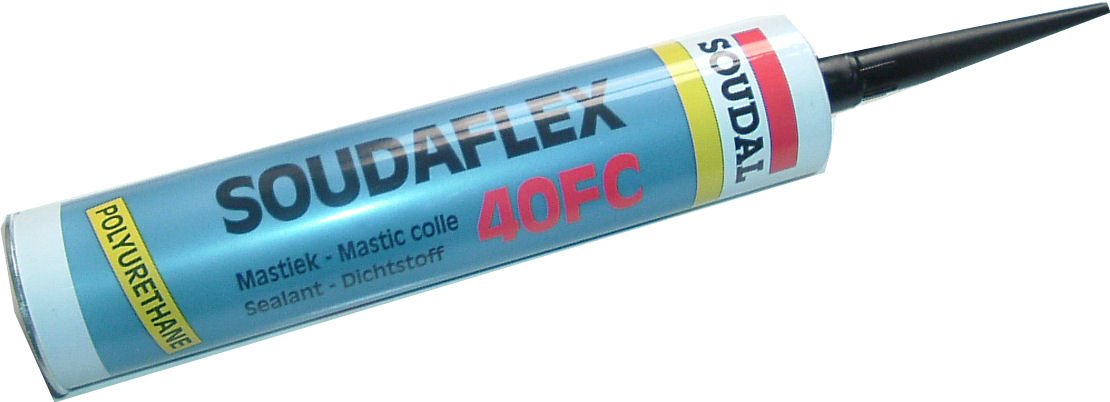 SOUDAFLEX
40FC
Mastiek - Mastic colle
Sealant - Dichtstoff
POLYURETHANE
SOUDAL